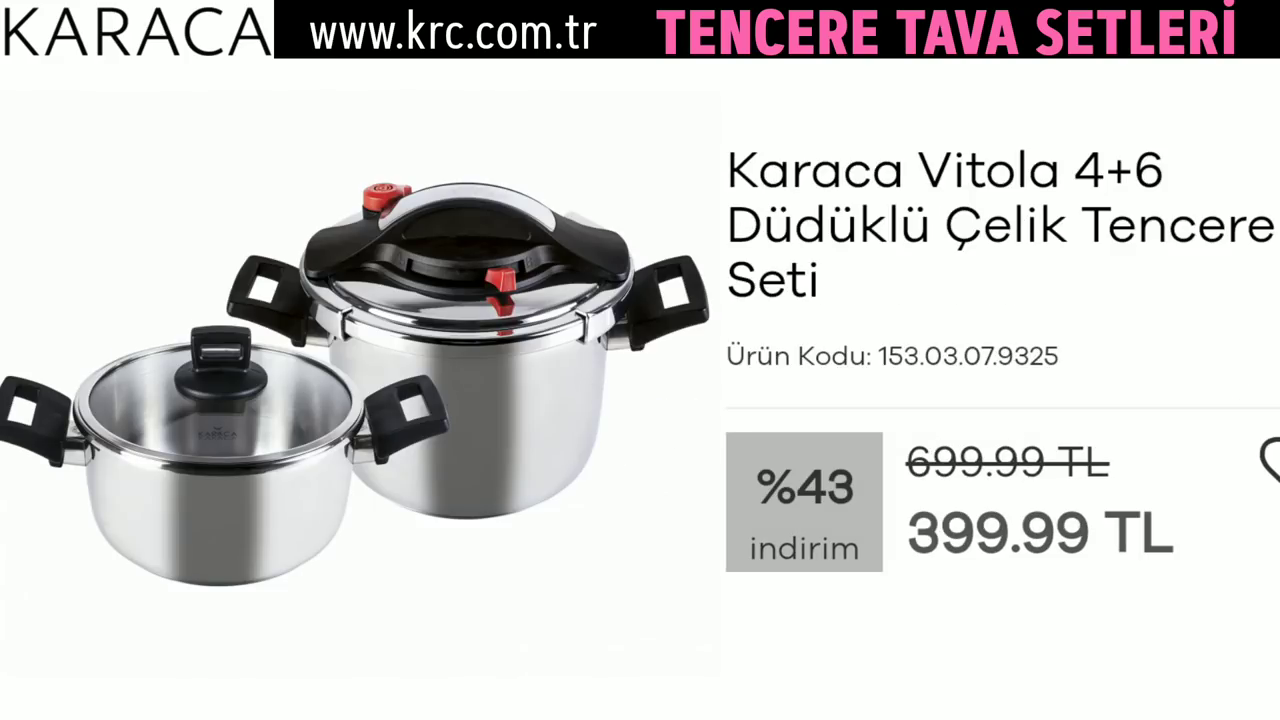 KARACA
www.krc.com.tr
TENCERE TAVA SETLERİ
Karaca Vitola 4+6
Düdüklü Çelik Tencere
Seti
Ürün Kodu: 153.03.07.9325
%43
indirim
699.99 TL
399.99 TL
KARACA